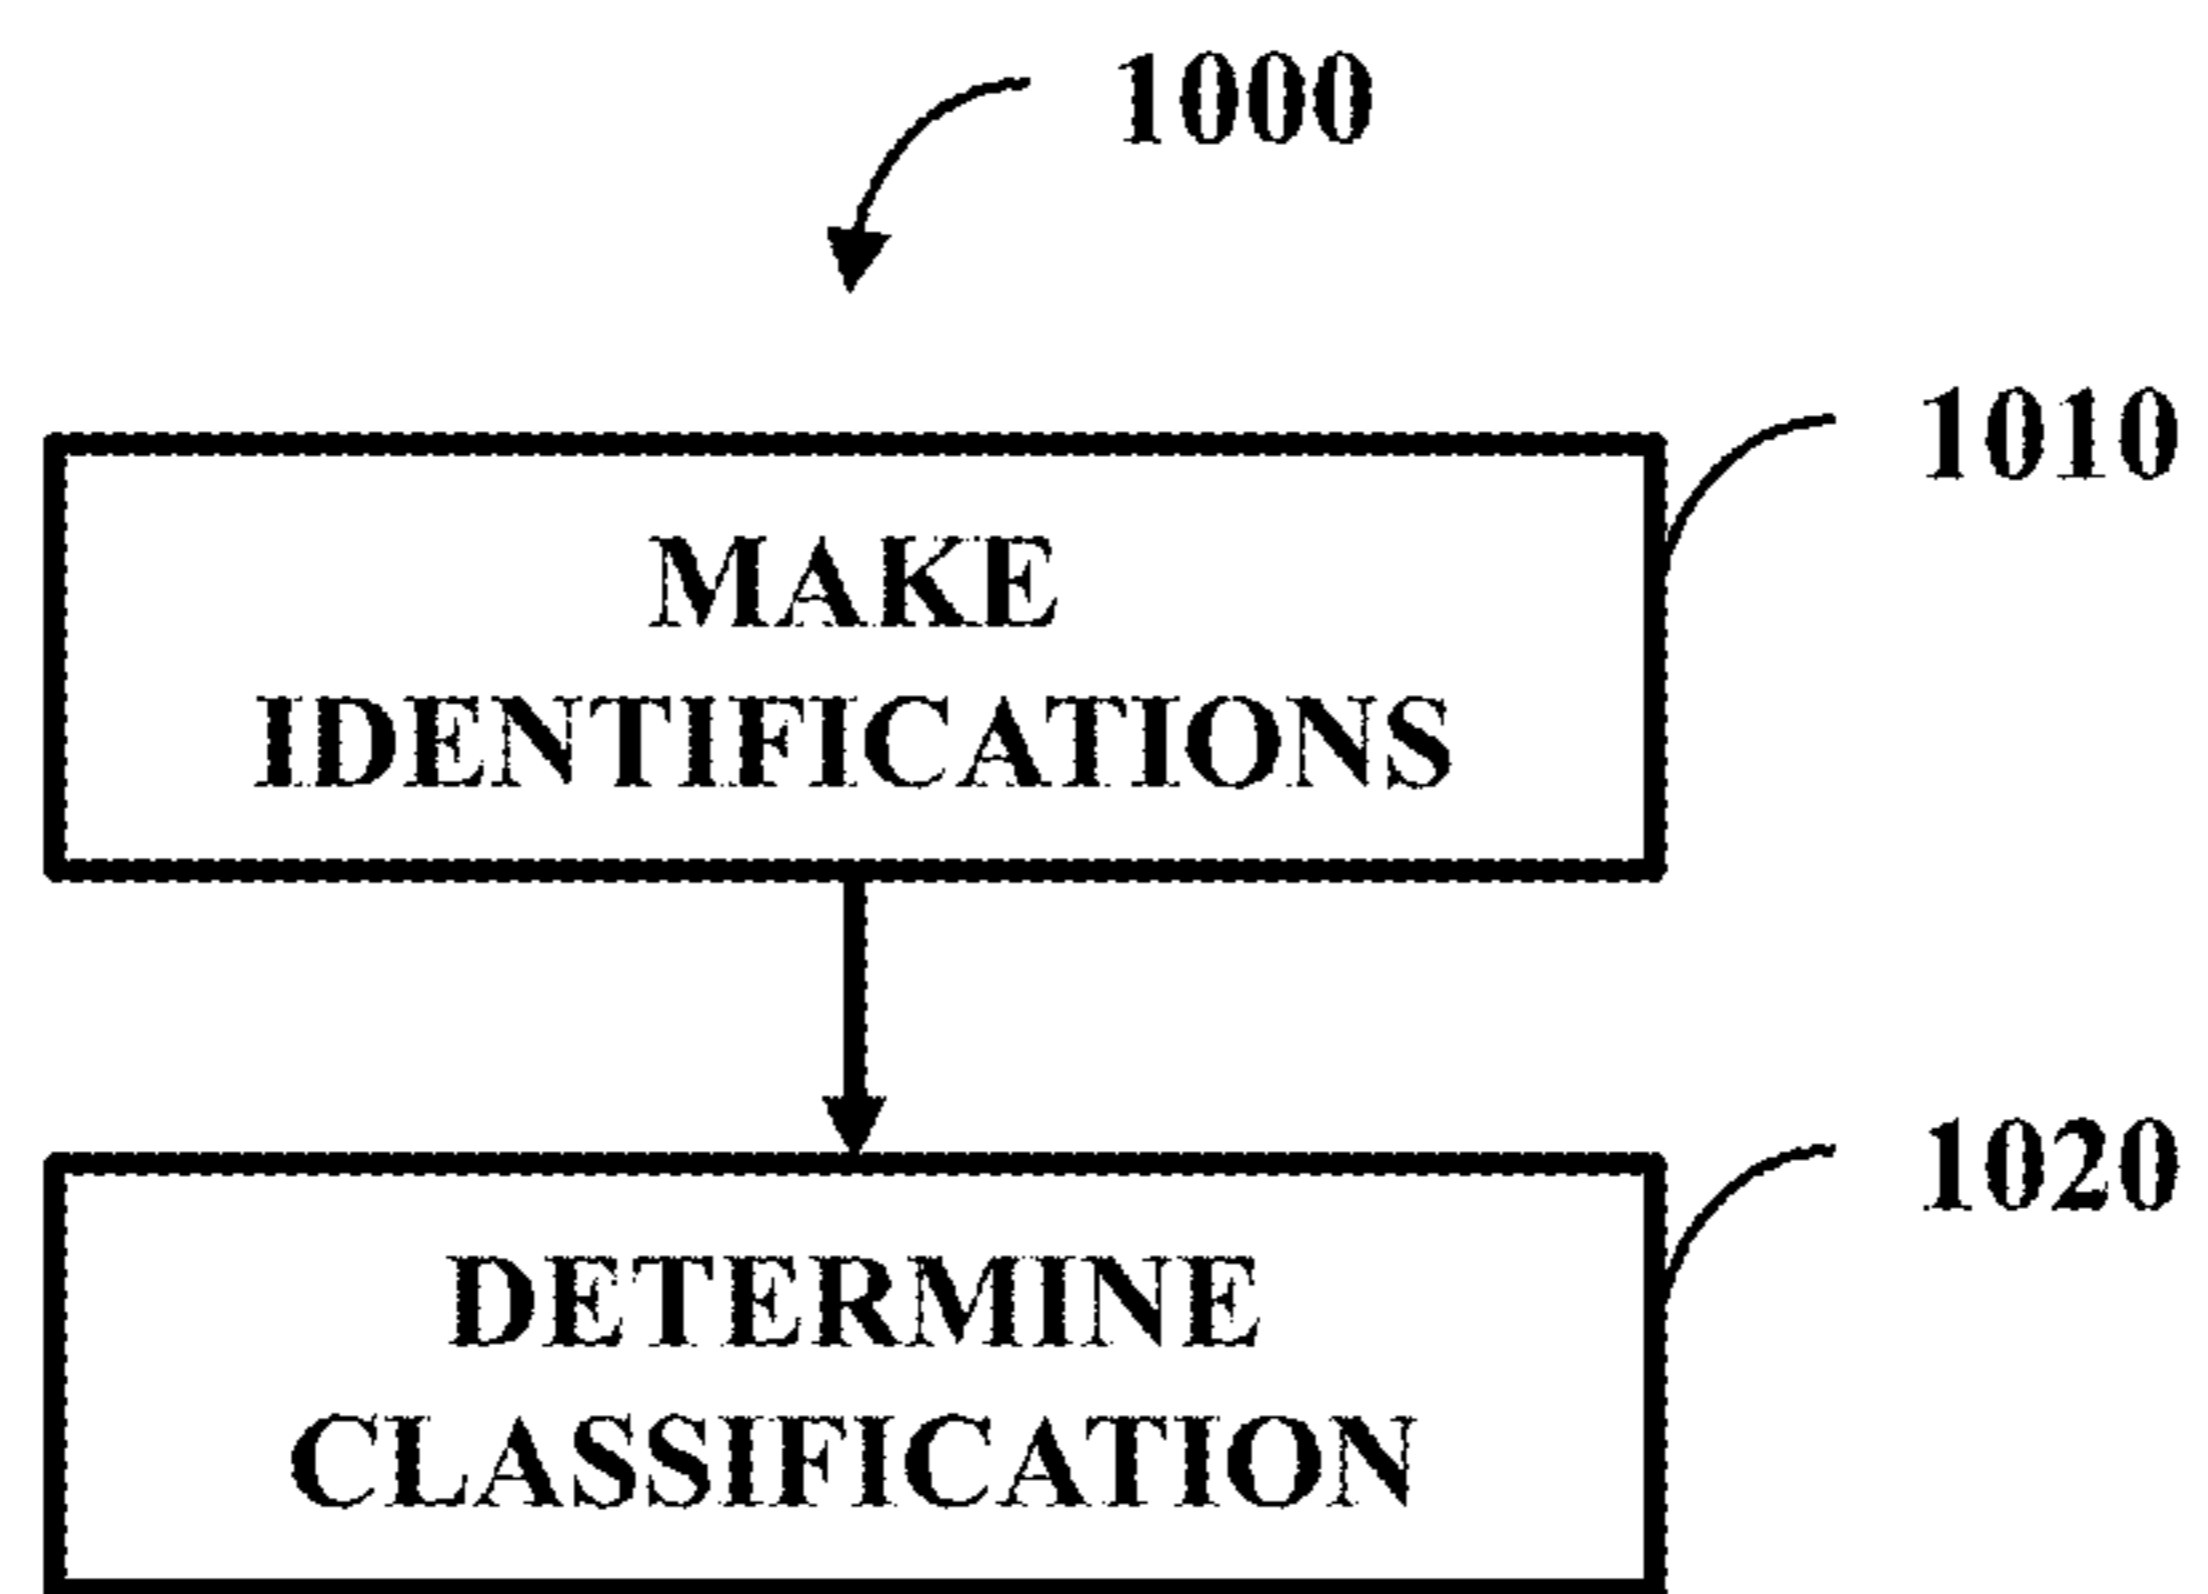 1000
1010
MAKE
IDENTIFICATIONS
1020
DETERMINE
CLASSIFICATION